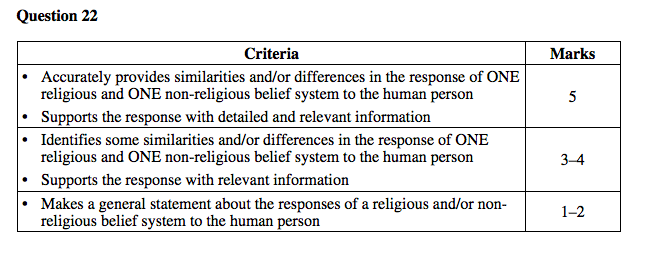 Question 22
Criteria
Marks
• Accurately provides similarities and/or differences in the response of ONE
religious and ONE non-religious belief system to the human person
• Supports the response with detailed and relevant information
5
• Identifies some similarities and/or differences in the response of ONE
religious and ONE non-religious belief system to the human person
• Supports the response with relevant information
3–4
• Makes a general statement about the responses of a religious and/or non-
religious belief system to the human person
1–2